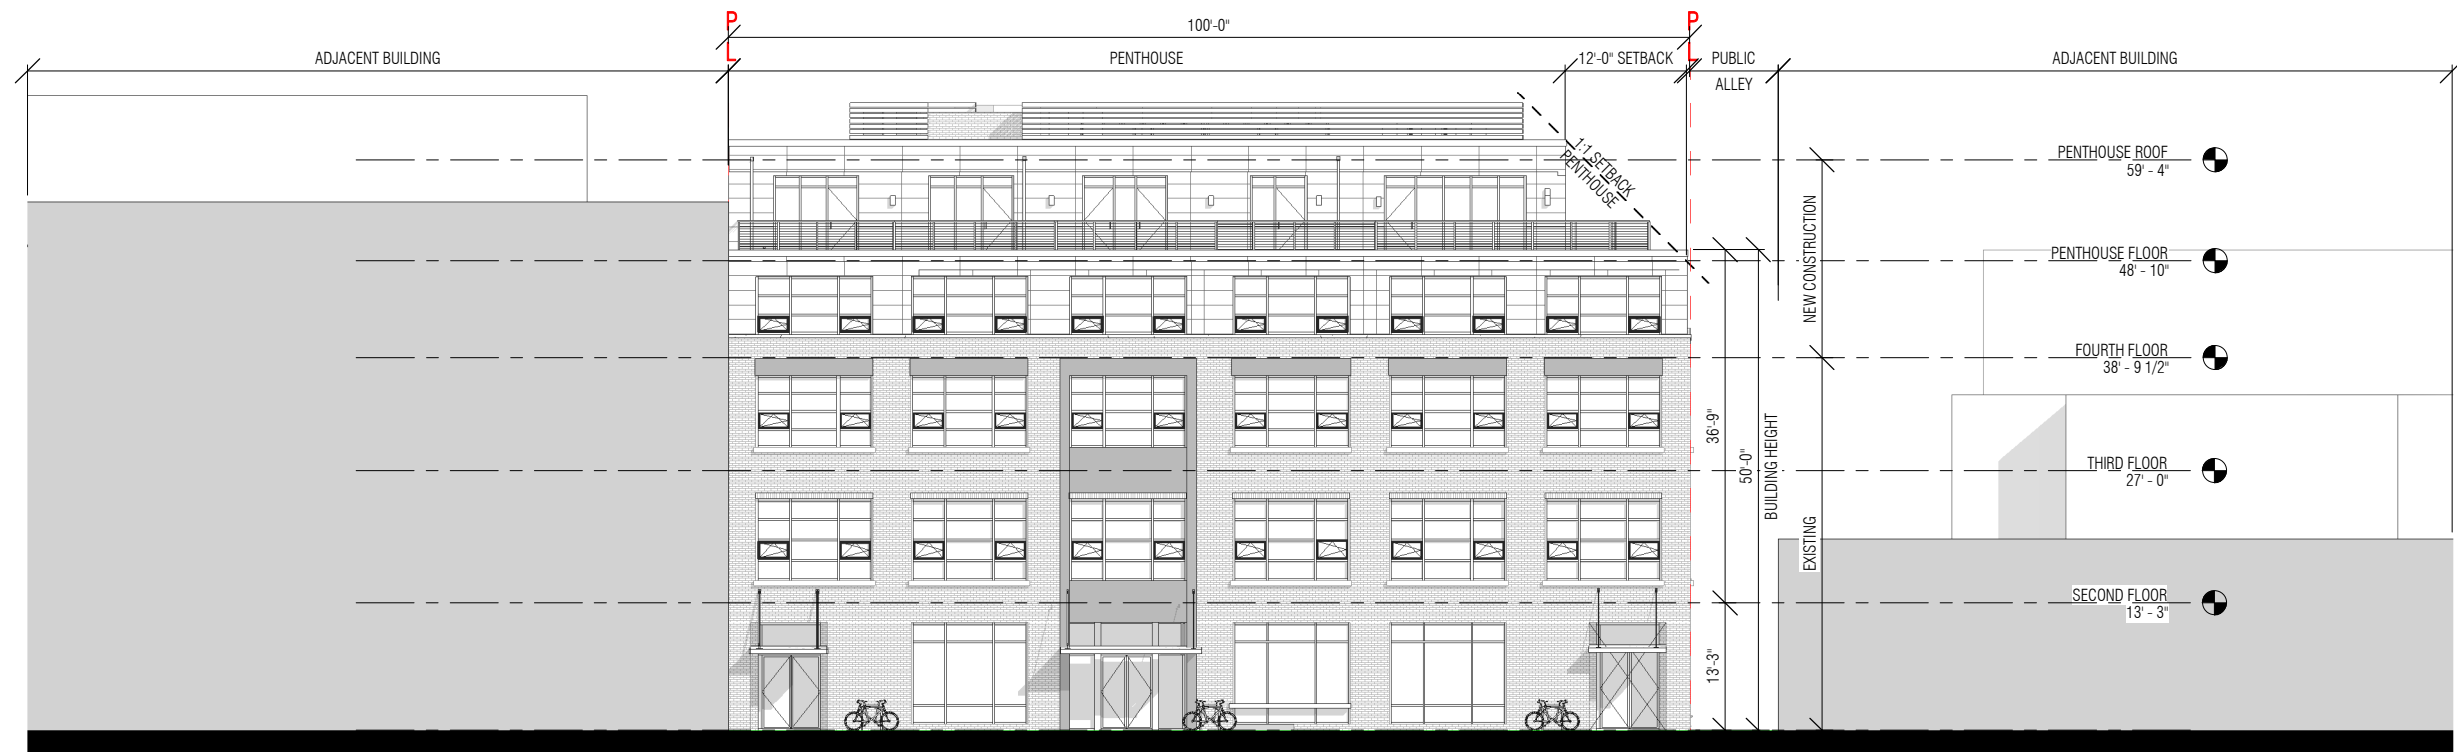 P
L
100'-0"
P
L
ADJACENT BUILDING
PENTHOUSE
12'-0" SETBACK
PUBLIC
ALLEY
ADJACENT BUILDING
1:1 SETBACK
PENTHOUSE
PENTHOUSE ROOF
59' - 4"
PENTHOUSE FLOOR
48' - 10"
NEW CONSTRUCTION
FOURTH FLOOR
38' - 9 1/2"
36'-9"
50'-0"
BUILDING HEIGHT
THIRD FLOOR
27' - 0"
EXISTING
SECOND FLOOR
13' - 3"
13'-3"